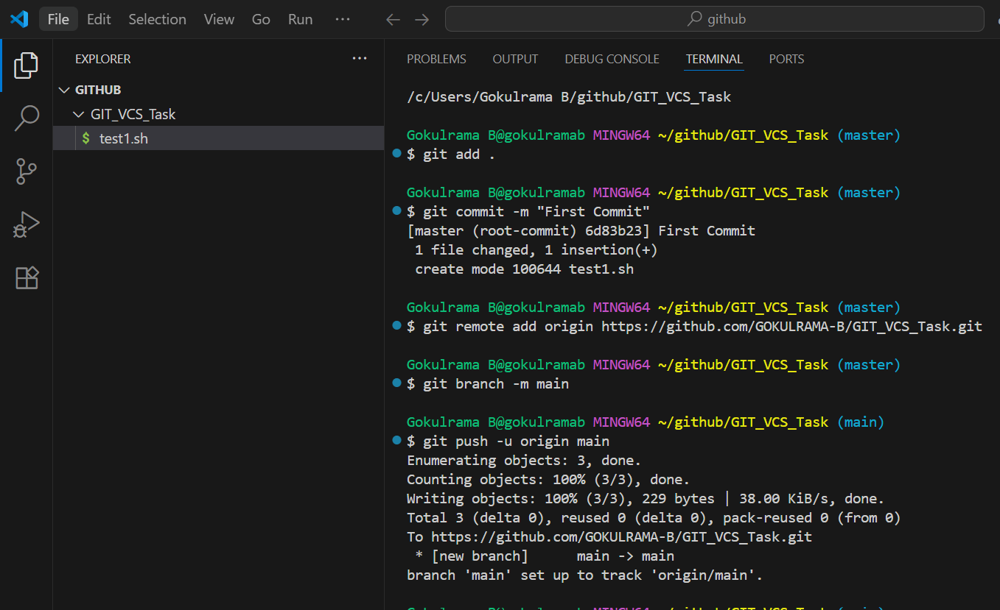 File Edit Selection View Go Run ···
github
EXPLORER ···
GITHUB
GIT_VCS_Task
$ test1.sh
PROBLEMS OUTPUT DEBUG CONSOLE TERMINAL PORTS
/c/Users/Gokulrama B/github/GIT_VCS_Task
Gokulrama B@gokulramab MINGW64 ~/github/GIT_VCS_Task (master)
$ git add .
Gokulrama B@gokulramab MINGW64 ~/github/GIT_VCS_Task (master)
$ git commit -m "First Commit"
[master (root-commit) 6d83b23] First Commit
 1 file changed, 1 insertion(+)
 create mode 100644 test1.sh
Gokulrama B@gokulramab MINGW64 ~/github/GIT_VCS_Task (master)
$ git remote add origin https://github.com/GOKULRAMA-B/GIT_VCS_Task.git
Gokulrama B@gokulramab MINGW64 ~/github/GIT_VCS_Task (master)
$ git branch -m main
Gokulrama B@gokulramab MINGW64 ~/github/GIT_VCS_Task (main)
$ git push -u origin main
Enumerating objects: 3, done.
Counting objects: 100% (3/3), done.
Writing objects: 100% (3/3), 229 bytes | 38.00 KiB/s, done.
Total 3 (delta 0), reused 0 (delta 0), pack-reused 0 (from 0)
To https://github.com/GOKULRAMA-B/GIT_VCS_Task.git
 * [new branch]      main -> main
branch 'main' set up to track 'origin/main'.